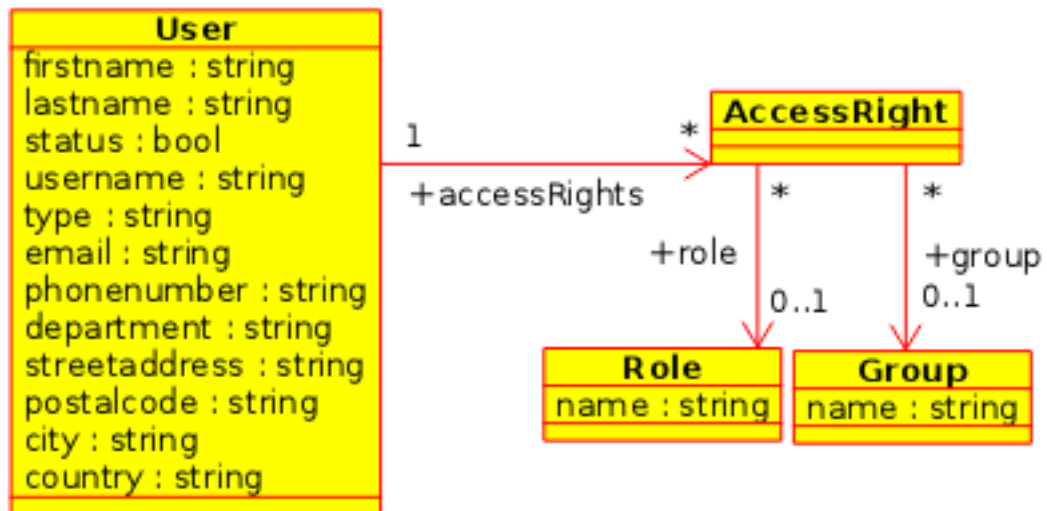 User
firstname : string
lastname : string
status : bool
username : string
type : string
email : string
phonenumber : string
department : string
streetaddress : string
postalcode : string
city : string
country : string
1
*
+accessRights
AccessRight
*
*
+role
+group
0..1
0..1
Role
name : string
Group
name : string